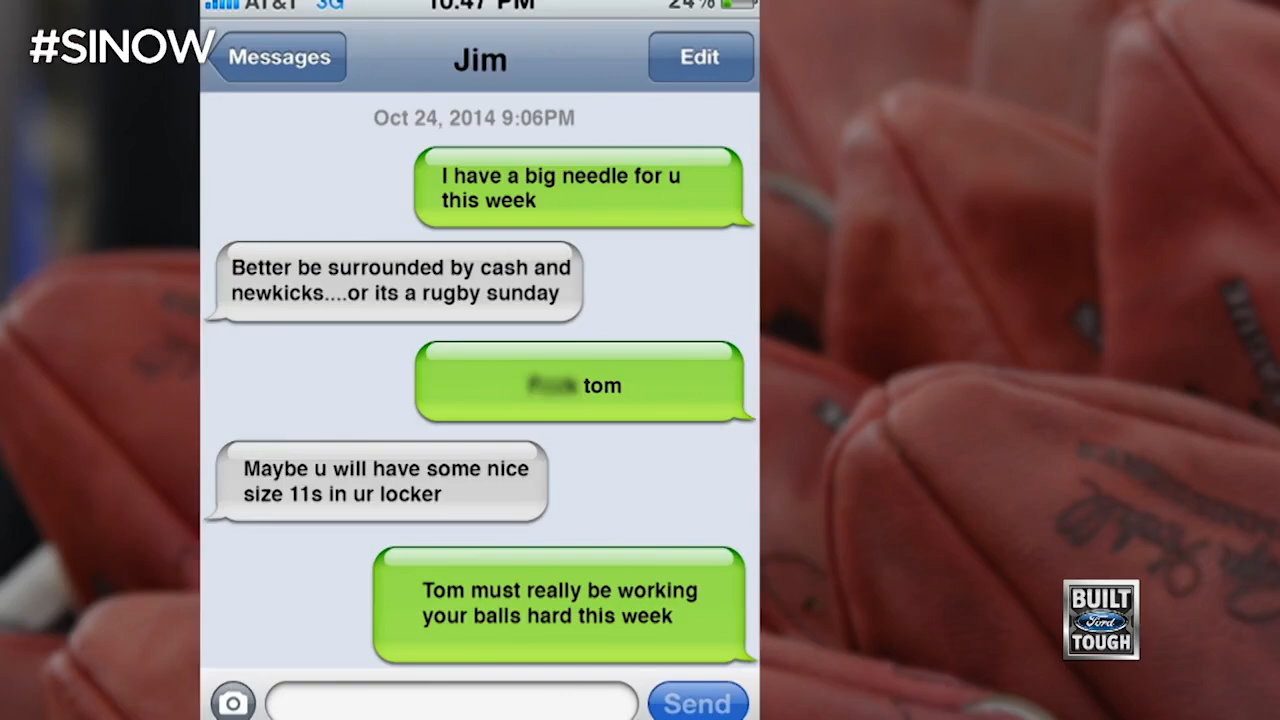 #SINOW
AT&T 3G 10:47 PM 24%
Messages
Jim
Edit
Oct 24, 2014 9:06PM
I have a big needle for u
this week
Better be surrounded by cash and
newkicks....or its a rugby sunday
tom
Maybe u will have some nice
size 11s in ur locker
Tom must really be working
your balls hard this week
Send
BUILT
Ford
TOUGH